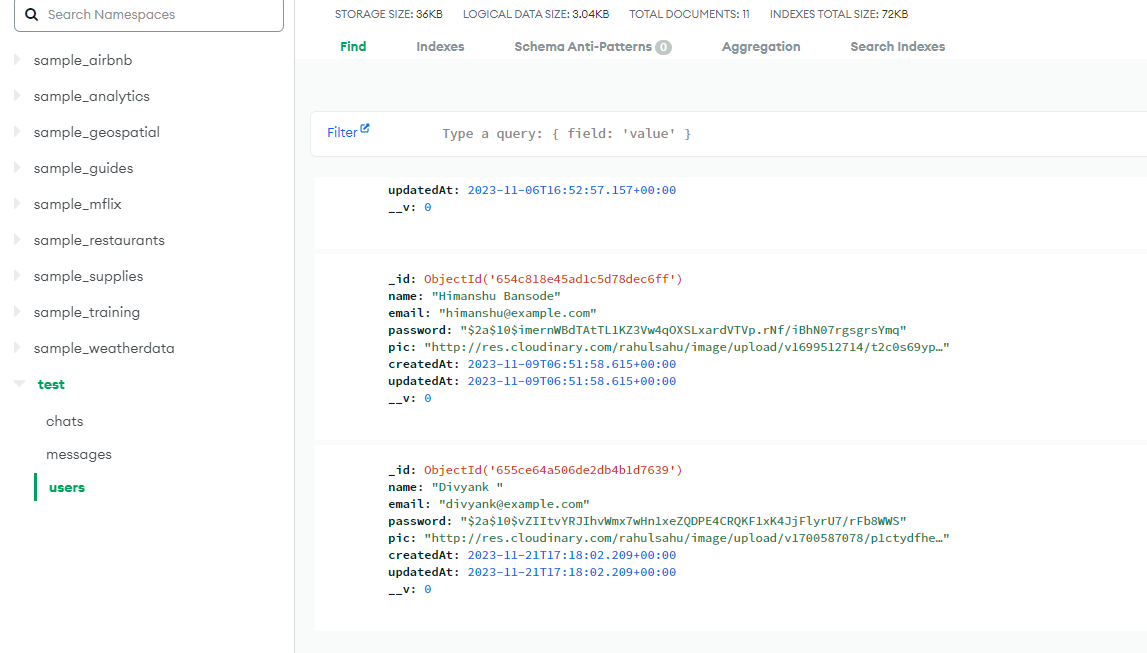 Search Namespaces
sample_airbnb
sample_analytics
sample_geospatial
sample_guides
sample_mflix
sample_restaurants
sample_supplies
sample_training
sample_weatherdata
test
chats
messages
users
STORAGE SIZE: 36KB LOGICAL DATA SIZE: 3.04KB TOTAL DOCUMENTS: 11 INDEXES TOTAL SIZE: 72KB
Find Indexes Schema Anti-Patterns 0 Aggregation Search Indexes
Filter Type a query: { field: 'value' }
updatedAt: 2023-11-06T16:52:57.157+00:00
__v: 0
_id: ObjectId('654c818e45ad1c5d78dec6ff')
name: "Himanshu Bansode"
email: "himanshu@example.com"
password: "$2a$10$imernWBdTAtTL1KZ3Vw4qOXSLxardVTVp.rNf/iBhN07rgsgrsYmq"
pic: "http://res.cloudinary.com/rahulsahu/image/upload/v1699512714/t2c0s69yp…"
createdAt: 2023-11-09T06:51:58.615+00:00
updatedAt: 2023-11-09T06:51:58.615+00:00
__v: 0
_id: ObjectId('655ce64a506de2db4b1d7639')
name: "Divyank "
email: "divyank@example.com"
password: "$2a$10$vZIItvYRJIhvWmx7wHn1xeZQDPE4CRQKF1xK4JjFlyrU7/rFb8WWS"
pic: "http://res.cloudinary.com/rahulsahu/image/upload/v1700587078/p1ctydfhe…"
createdAt: 2023-11-21T17:18:02.209+00:00
updatedAt: 2023-11-21T17:18:02.209+00:00
__v: 0